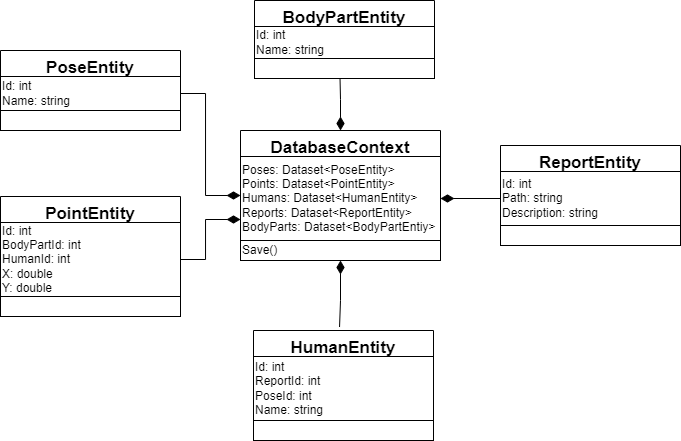 BodyPartEntity
Id: int
Name: string
PoseEntity
Id: int
Name: string
DatabaseContext
Poses: Dataset<PoseEntity>
Points: Dataset<PointEntity>
Humans: Dataset<HumanEntity>
Reports: Dataset<ReportEntity>
BodyParts: Dataset<BodyPartEntiy>
Save()
ReportEntity
Id: int
Path: string
Description: string
PointEntity
Id: int
BodyPartId: int
HumanId: int
X: double
Y: double
HumanEntity
Id: int
ReportId: int
PoseId: int
Name: string